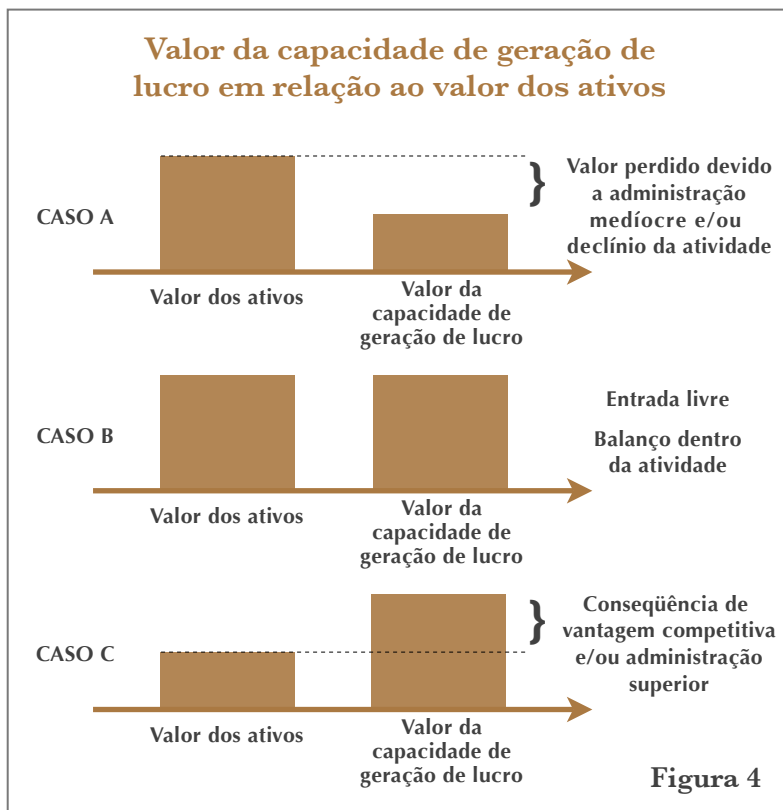 Valor da capacidade de geração de
lucro em relação ao valor dos ativos
CASO A
Valor dos ativos
Valor da
capacidade de
geração de lucro
}
Valor perdido devido
a administração
medíocre e/ou
declínio da atividade
CASO B
Valor dos ativos
Valor da
capacidade de
geração de lucro
Entrada livre
Balanço dentro
da atividade
CASO C
Valor dos ativos
Valor da
capacidade de
geração de lucro
}
Conseqüência de
vantagem competitiva
e/ou administração
superior
Figura 4